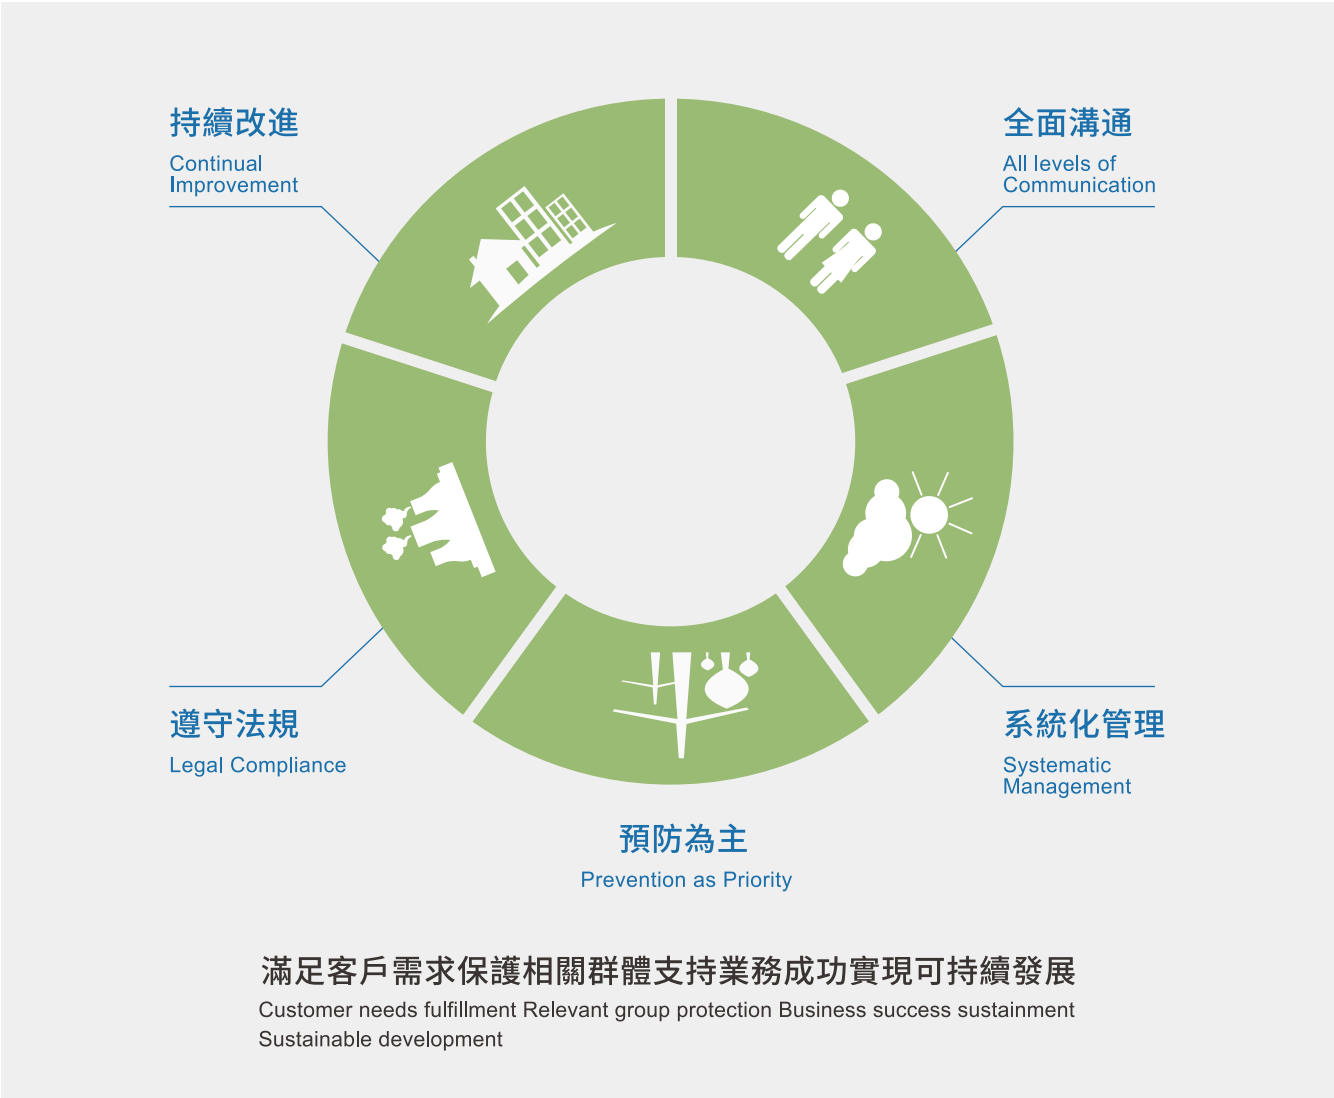 持續改進
Continual
Improvement
全面溝通
All levels of
Communication
遵守法規
Legal Compliance
系統化管理
Systematic
Management
預防為主
Prevention as Priority
滿足客戶需求保護相關群體支持業務成功實現可持續發展
Customer needs fulfillment Relevant group protection Business success sustainment
Sustainable development